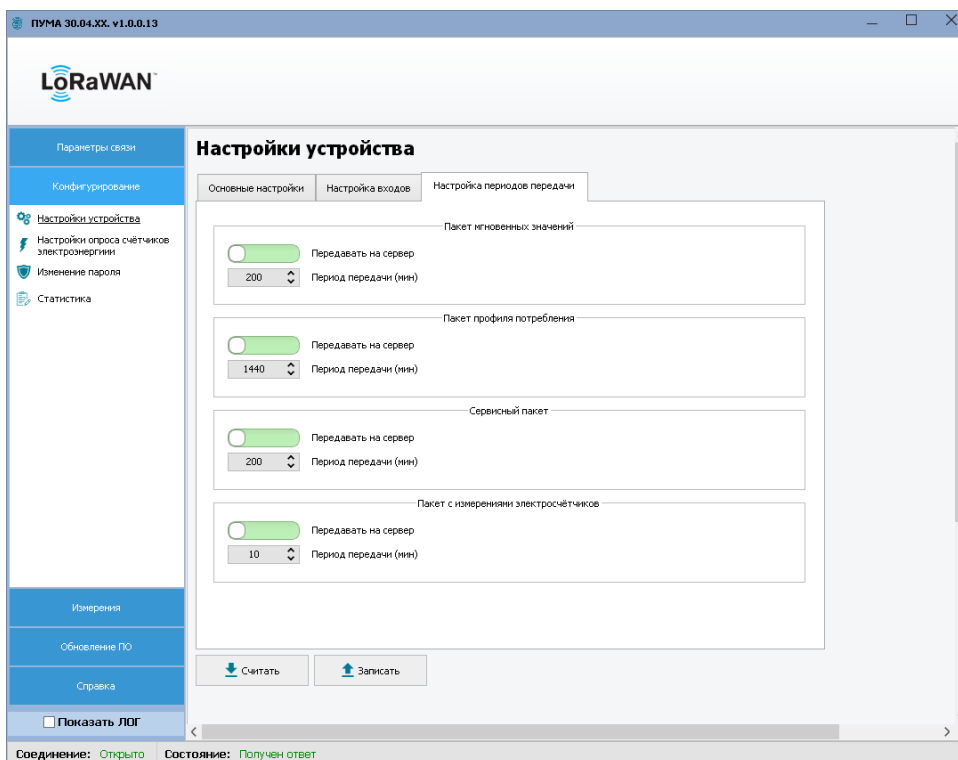 ПУМА 30.04.XX. v1.0.0.13
LoRaWAN™
Параметры связи
Конфигурирование
Настройки устройства
Настройки опроса счётчиков
электроэнергиии
Изменение пароля
Статистика
Измерения
Обновление ПО
Справка
Показать ЛОГ
Настройки устройства
Основные настройки
Настройка входов
Настройка периодов передачи
Пакет мгновенных значений
Передавать на сервер
200
Период передачи (мин)
Пакет профиля потребления
Передавать на сервер
1440
Период передачи (мин)
Сервисный пакет
Передавать на сервер
200
Период передачи (мин)
Пакет с измерениями электросчётчиков
Передавать на сервер
10
Период передачи (мин)
Считать
Записать
Соединение: Открыто Состояние: Получен ответ